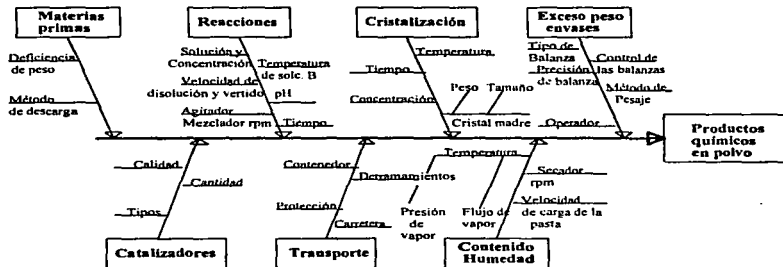 Materias
primas
Reacciones
Cristalización
Exceso peso
envases
Deficiencia
de peso
Método
de descarga
Solución y
Concentración
Temperatura
de solc. B
Velocidad de
disolución y vertido
pH
Agitador
Mezclador rpm
Tiempo
Temperatura
Tiempo
Concentración
Peso
Tamaño
Cristal madre
Tipo de
Balanza
Precisión
de balanza
Control de
las balanzas
Método de
Pesaje
Operador
Productos
químicos
en polvo
Calidad
Cantidad
Tipos
Catalizadores
Contenedor
Detramamientos
Protección
Carretera
Transporte
Temperatura
Presión
de
vapor
Flujo de
vapor
Secador
rpm
Velocidad
de carga de la
pasta
Contenido
Humedad